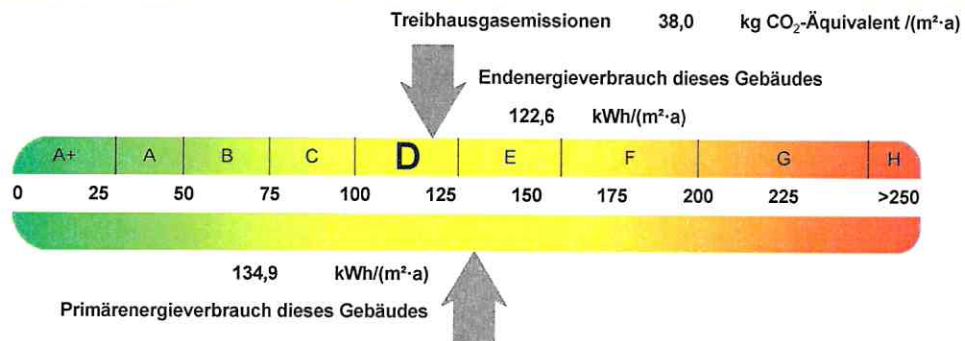 Treibhausgasemissionen 38,0 kg CO₂-Äquivalent /(m²·a)
Endenergieverbrauch dieses Gebäudes
122,6 kWh/(m²·a)
A+ A B C D E F G H
0 25 50 75 100 125 150 175 200 225 >250
134,9 kWh/(m²·a)
Primärenergieverbrauch dieses Gebäudes